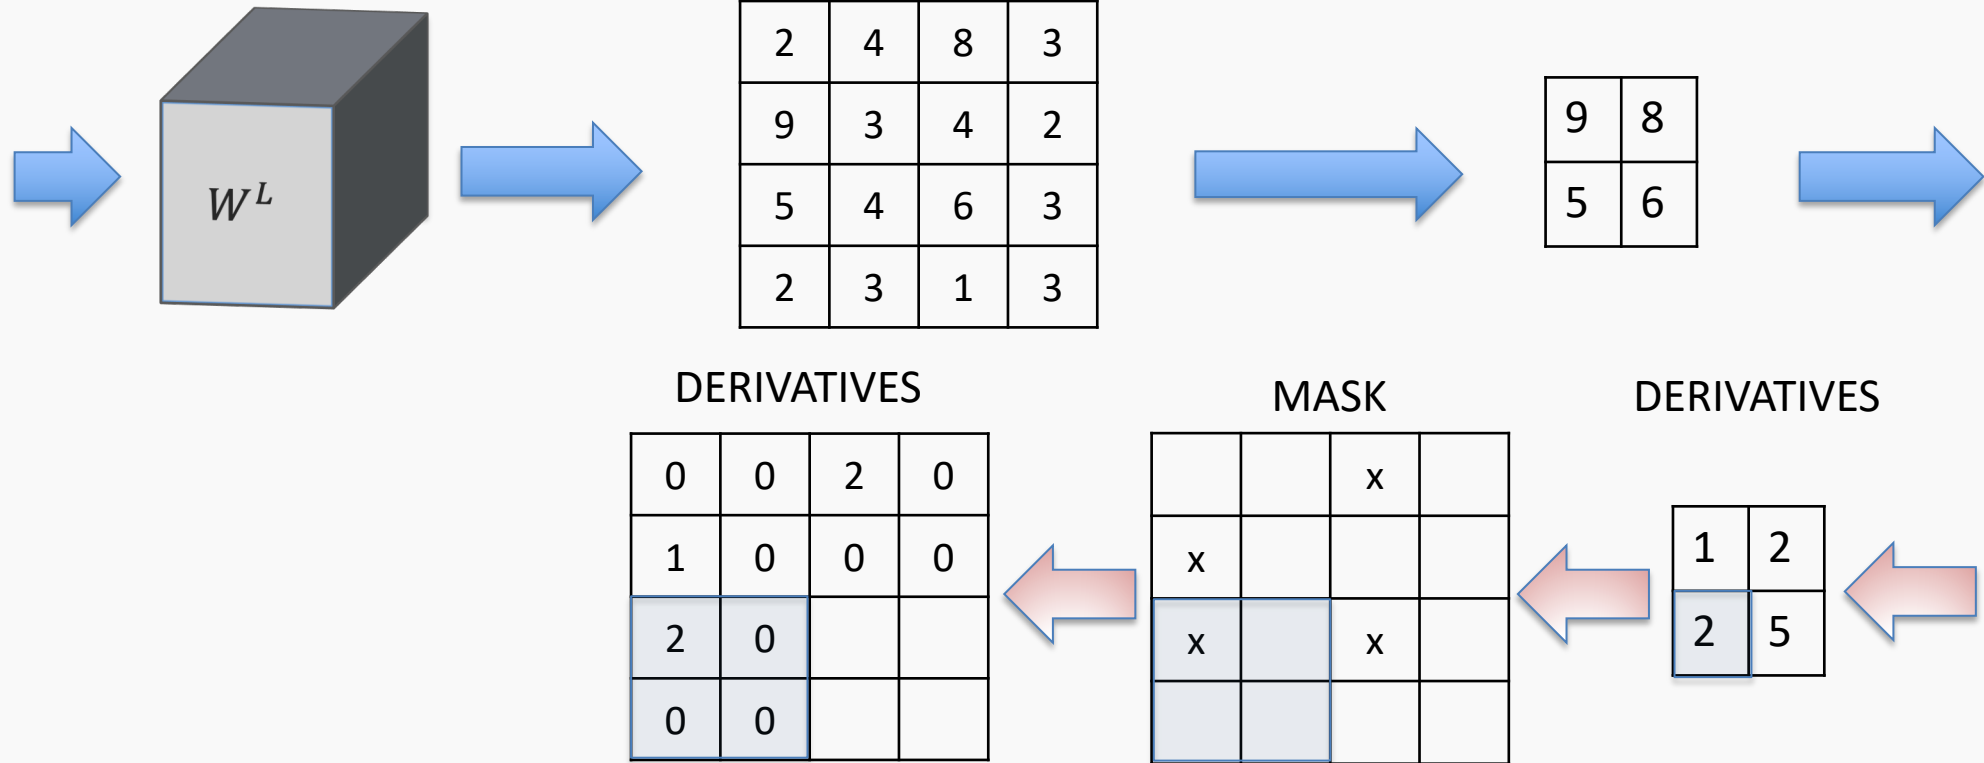 W^L
2 4 8 3
9 3 4 2
5 4 6 3
2 3 1 3
9 8
5 6
DERIVATIVES
0 0 2 0
1 0 0 0
2 0
0 0
MASK
x
x
x x
DERIVATIVES
1 2
2 5